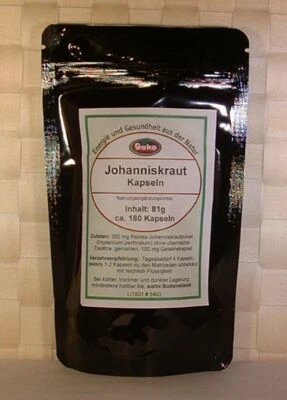 Energie und Gesundheit aus der Natur
Geko
Johanniskraut
Kapseln
Nahrungsergänzungsmittel
Inhalt: 81g
ca. 180 Kapseln
Zutaten: 350 mg Reines Johanniskrautpulver
(Hypericum perforatum) ohne chemische
Zusätze, gemahlen, 100 mg Gelatinekapsel
Verzehrempfehlung: Tagesbedarf 4 Kapseln,
jeweils 1-2 Kapseln zu den Mahlzeiten unzerkaut
mit reichlich Flüssigkeit
Bei kühler, trockner und dunkler Lagerung
mindestens haltbar bis: siehe Bodenetikett